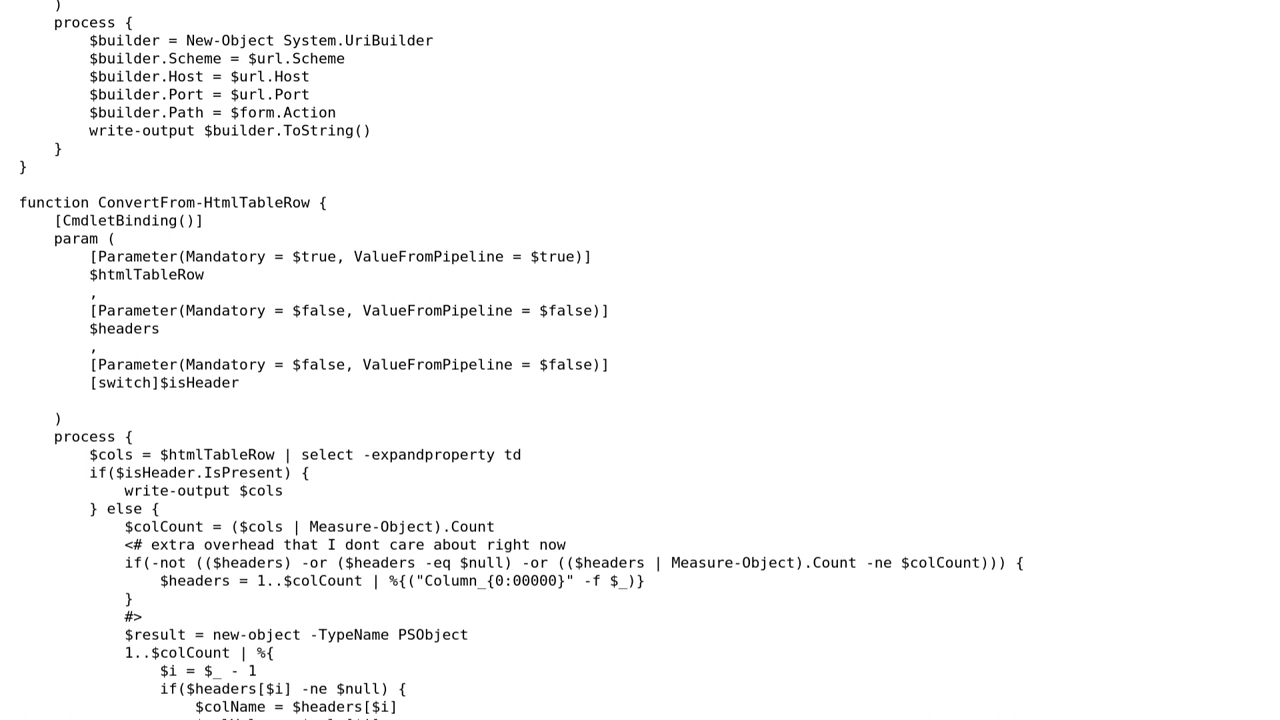 )
    process {
        $builder = New-Object System.UriBuilder
        $builder.Scheme = $url.Scheme
        $builder.Host = $url.Host
        $builder.Port = $url.Port
        $builder.Path = $form.Action
        write-output $builder.ToString()
    }
}

function ConvertFrom-HtmlTableRow {
    [CmdletBinding()]
    param (
        [Parameter(Mandatory = $true, ValueFromPipeline = $true)]
        $htmlTableRow
        ,
        [Parameter(Mandatory = $false, ValueFromPipeline = $false)]
        $headers
        ,
        [Parameter(Mandatory = $false, ValueFromPipeline = $false)]
        [switch]$isHeader

    )
    process {
        $cols = $htmlTableRow | select -expandproperty td
        if($isHeader.IsPresent) {
            write-output $cols
        } else {
            $colCount = ($cols | Measure-Object).Count
            <# extra overhead that I dont care about right now
            if(-not (($headers) -or ($headers -eq $null) -or (($headers | Measure-Object).Count -ne $colCount))) {
                $headers = 1..$colCount | %{("Column_{0:00000}" -f $_)}
            }
            #>
            $result = new-object -TypeName PSObject
            1..$colCount | %{
                $i = $_ - 1
                if($headers[$i] -ne $null) {
                    $colName = $headers[$i]